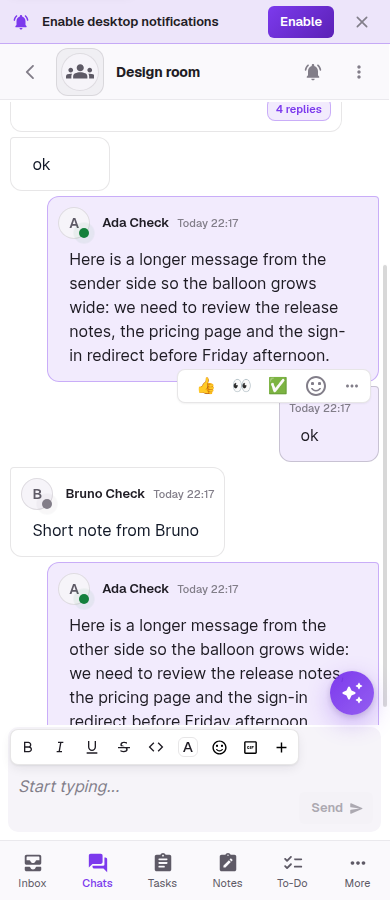 Enable desktop notifications
Enable
Design room
4 replies
ok
A
Ada Check Today 22:17
Here is a longer message from the
sender side so the balloon grows
wide: we need to review the release
notes, the pricing page and the sign-
in redirect before Friday afternoon.
Today 22:17
ok
B
Bruno Check Today 22:17
Short note from Bruno
A
Ada Check Today 22:17
Here is a longer message from the
other side so the balloon grows wide:
we need to review the release notes,
the pricing page and the sign-in
redirect before Friday afternoon.
B I U S <> A GIF +
Start typing...
Send
Inbox Chats Tasks Notes To-Do More